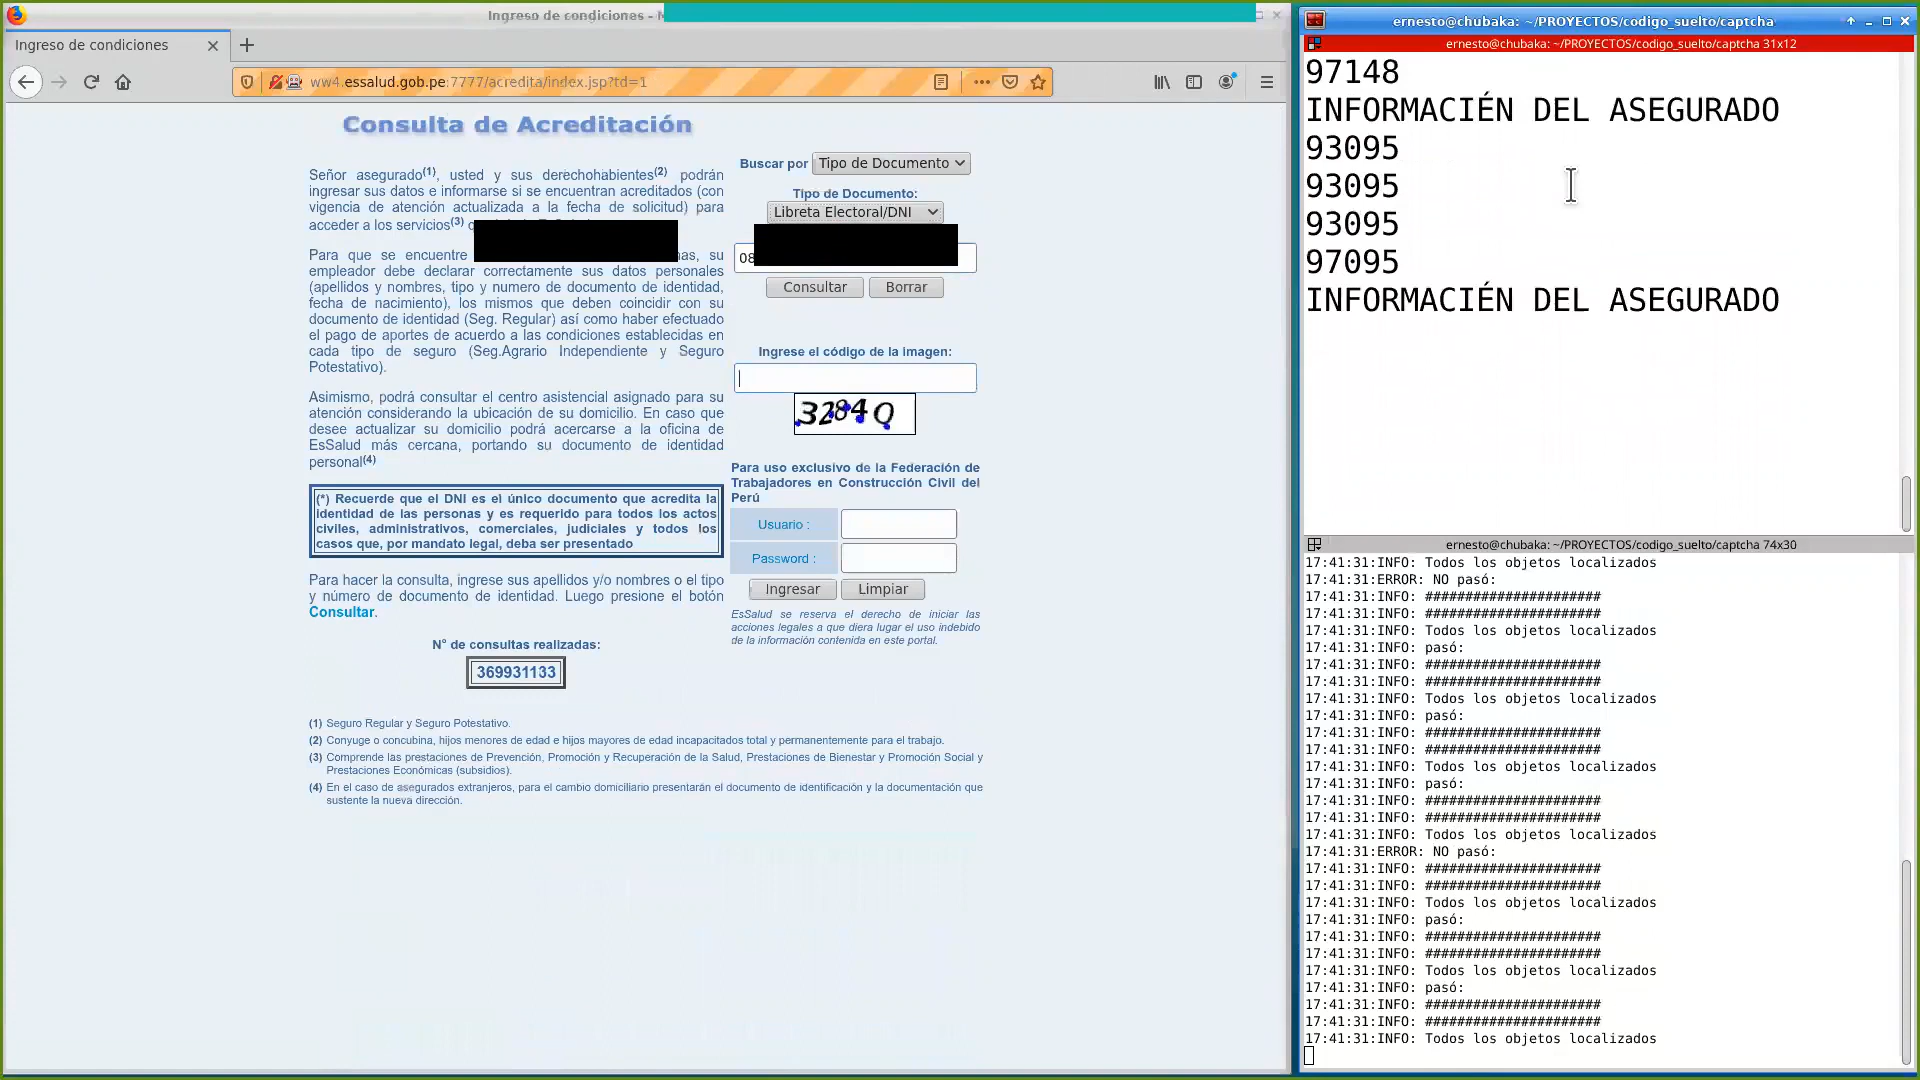 Ingreso de condiciones -
Ingreso de condiciones
ww4.essalud.gob.pe:7777/acredita/index.jsp?td=1
Consulta de Acreditación
Señor asegurado(1), usted y sus derechohabientes(2) podrán
ingresar sus datos e informarse si se encuentran acreditados (con
vigencia de atención actualizada a la fecha de solicitud) para
acceder a los servicios(3)
Para que se encuentre
su
empleador debe declarar correctamente sus datos personales
(apellidos y nombres, tipo y numero de documento de identidad,
fecha de nacimiento), los mismos que deben coincidir con su
documento de identidad (Seg. Regular) así como haber efectuado
el pago de aportes de acuerdo a las condiciones establecidas en
cada tipo de seguro (Seg.Agrario Independiente y Seguro
Potestativo).
Asimismo, podrá consultar el centro asistencial asignado para su
atención considerando la ubicación de su domicilio. En caso que
desee actualizar su domicilio podrá acercarse a la oficina de
EsSalud más cercana, portando su documento de identidad
personal(4)
(*) Recuerde que el DNI es el único documento que acredita la
identidad de las personas y es requerido para todos los actos
civiles, administrativos, comerciales, judiciales y todos los
casos que, por mandato legal, deba ser presentado
Para hacer la consulta, ingrese sus apellidos y/o nombres o el tipo
y número de documento de identidad. Luego presione el botón
Consultar.
N° de consultas realizadas:
369931133
Buscar por Tipo de Documento
Tipo de Documento:
Libreta Electoral/DNI
08
Consultar Borrar
Ingrese el código de la imagen:
3284Q
Para uso exclusivo de la Federación de
Trabajadores en Construcción Civil del
Perú
Usuario :
Password :
Ingresar Limpiar
EsSalud se reserva el derecho de iniciar las
acciones legales a que diera lugar el uso indebido
de la información contenida en este portal.
(1) Seguro Regular y Seguro Potestativo.
(2) Conyuge o concubina, hijos menores de edad e hijos mayores de edad incapacitados total y permanentemente para el trabajo.
(3) Comprende las prestaciones de Prevención, Promoción y Recuperación de la Salud, Prestaciones de Bienestar y Promoción Social y
Prestaciones Económicas (subsidios).
(4) En el caso de asegurados extranjeros, para el cambio domiciliario presentarán el documento de identificación y la documentación que
sustente la nueva dirección.
ernesto@chubaka: ~/PROYECTOS/codigo_suelto/captcha
ernesto@chubaka: ~/PROYECTOS/codigo_suelto/captcha 31x12
97148
INFORMACIÉN DEL ASEGURADO
93095
93095
93095
97095
INFORMACIÉN DEL ASEGURADO
ernesto@chubaka: ~/PROYECTOS/codigo_suelto/captcha 74x30
17:41:31:INFO: Todos los objetos localizados
17:41:31:ERROR: NO pasó:
17:41:31:INFO: ######################
17:41:31:INFO: ######################
17:41:31:INFO: Todos los objetos localizados
17:41:31:INFO: pasó:
17:41:31:INFO: ######################
17:41:31:INFO: ######################
17:41:31:INFO: Todos los objetos localizados
17:41:31:INFO: pasó:
17:41:31:INFO: ######################
17:41:31:INFO: ######################
17:41:31:INFO: Todos los objetos localizados
17:41:31:INFO: pasó:
17:41:31:INFO: ######################
17:41:31:INFO: ######################
17:41:31:INFO: Todos los objetos localizados
17:41:31:ERROR: NO pasó:
17:41:31:INFO: ######################
17:41:31:INFO: ######################
17:41:31:INFO: Todos los objetos localizados
17:41:31:INFO: pasó:
17:41:31:INFO: ######################
17:41:31:INFO: ######################
17:41:31:INFO: Todos los objetos localizados
17:41:31:INFO: pasó:
17:41:31:INFO: ######################
17:41:31:INFO: ######################
17:41:31:INFO: Todos los objetos localizados